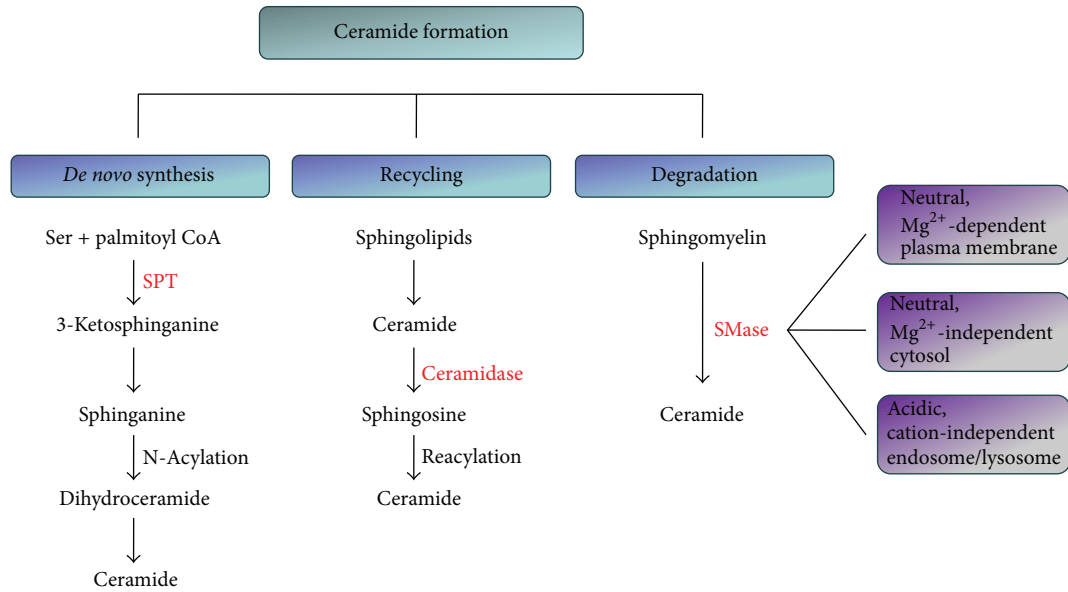 Ceramide formation
De novo synthesis
Recycling
Degradation
Ser + palmitoyl CoA
SPT
3-Ketosphinganine
Sphinganine
N-Acylation
Dihydroceramide
Ceramide
Sphingolipids
Ceramide
Ceramidase
Sphingosine
Reacylation
Ceramide
Sphingomyelin
SMase
Ceramide
Neutral,
Mg²⁺-dependent
plasma membrane
Neutral,
Mg²⁺-independent
cytosol
Acidic,
cation-independent
endosome/lysosome